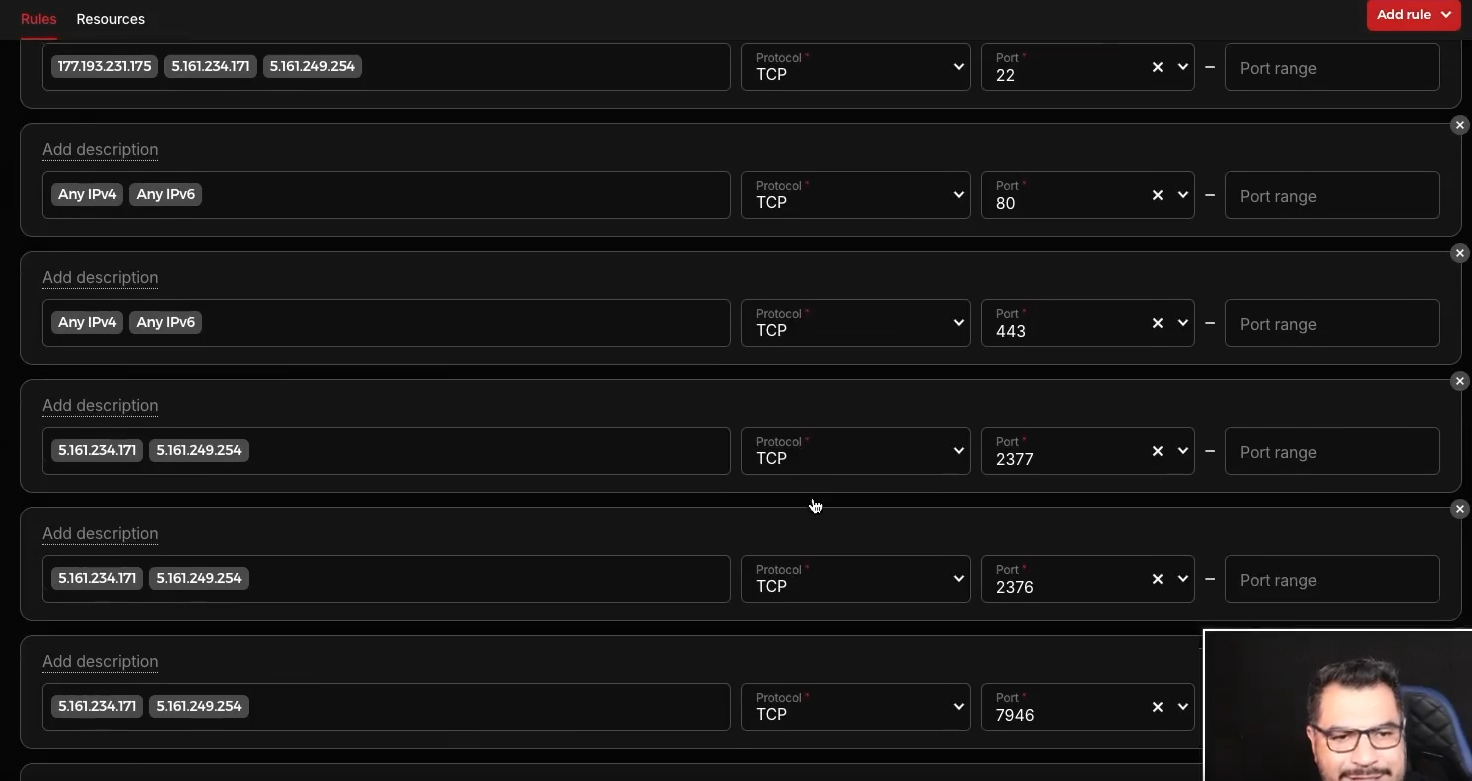 Rules Resources Add rule
177.193.231.175 5.161.234.171 5.161.249.254 Protocol * TCP Port * 22 – Port range
Add description
Any IPv4 Any IPv6 Protocol * TCP Port * 80 – Port range
Add description
Any IPv4 Any IPv6 Protocol * TCP Port * 443 – Port range
Add description
5.161.234.171 5.161.249.254 Protocol * TCP Port * 2377 – Port range
Add description
5.161.234.171 5.161.249.254 Protocol * TCP Port * 2376 – Port range
Add description
5.161.234.171 5.161.249.254 Protocol * TCP Port * 7946